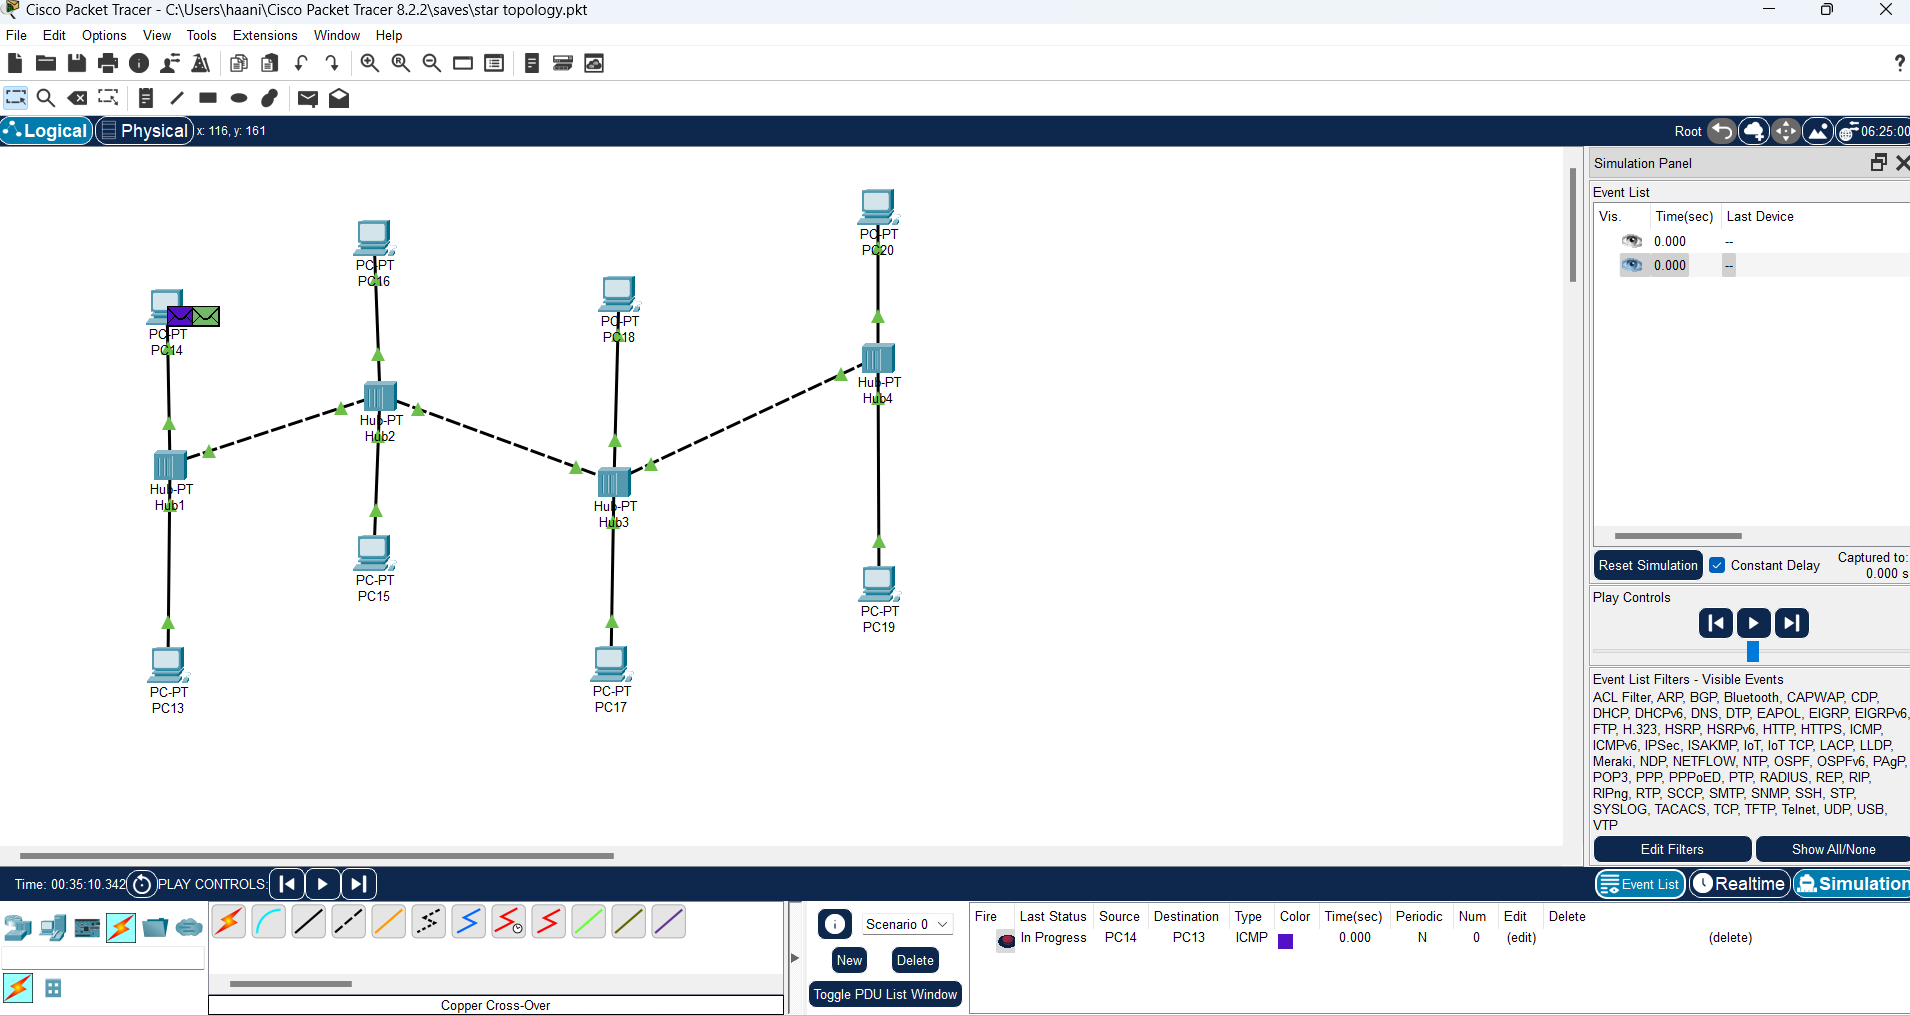 Cisco Packet Tracer - C:\Users\haani\Cisco Packet Tracer 8.2.2\saves\star topology.pkt
File Edit Options View Tools Extensions Window Help
Logical Physical x: 116, y: 161 Root 06:25:00
Simulation Panel
Event List
Vis. Time(sec) Last Device
0.000 --
0.000 --
PC-PT
PC20
PC-PT
PC16
PC-PT
PC18
PC-PT
PC14
Hub-PT
Hub4
Hub-PT
Hub2
Hub-PT
Hub1
Hub-PT
Hub3
PC-PT
PC15
PC-PT
PC19
PC-PT
PC13
PC-PT
PC17
Reset Simulation Constant Delay Captured to:
0.000 s
Play Controls
Event List Filters - Visible Events
ACL Filter, ARP, BGP, Bluetooth, CAPWAP, CDP,
DHCP, DHCPv6, DNS, DTP, EAPOL, EIGRP, EIGRPv6,
FTP, H.323, HSRP, HSRPv6, HTTP, HTTPS, ICMP,
ICMPv6, IPSec, ISAKMP, IoT, IoT TCP, LACP, LLDP,
Meraki, NDP, NETFLOW, NTP, OSPF, OSPFv6, PAgP,
POP3, PPP, PPPoED, PTP, RADIUS, REP, RIP,
RIPng, RTP, SCCP, SMTP, SNMP, SSH, STP,
SYSLOG, TACACS, TCP, TFTP, Telnet, UDP, USB,
VTP
Edit Filters Show All/None
Time: 00:35:10.342 PLAY CONTROLS: Event List Realtime Simulation
Scenario 0
New Delete
Toggle PDU List Window
Fire Last Status Source Destination Type Color Time(sec) Periodic Num Edit Delete
In Progress PC14 PC13 ICMP 0.000 N 0 (edit) (delete)
Copper Cross-Over